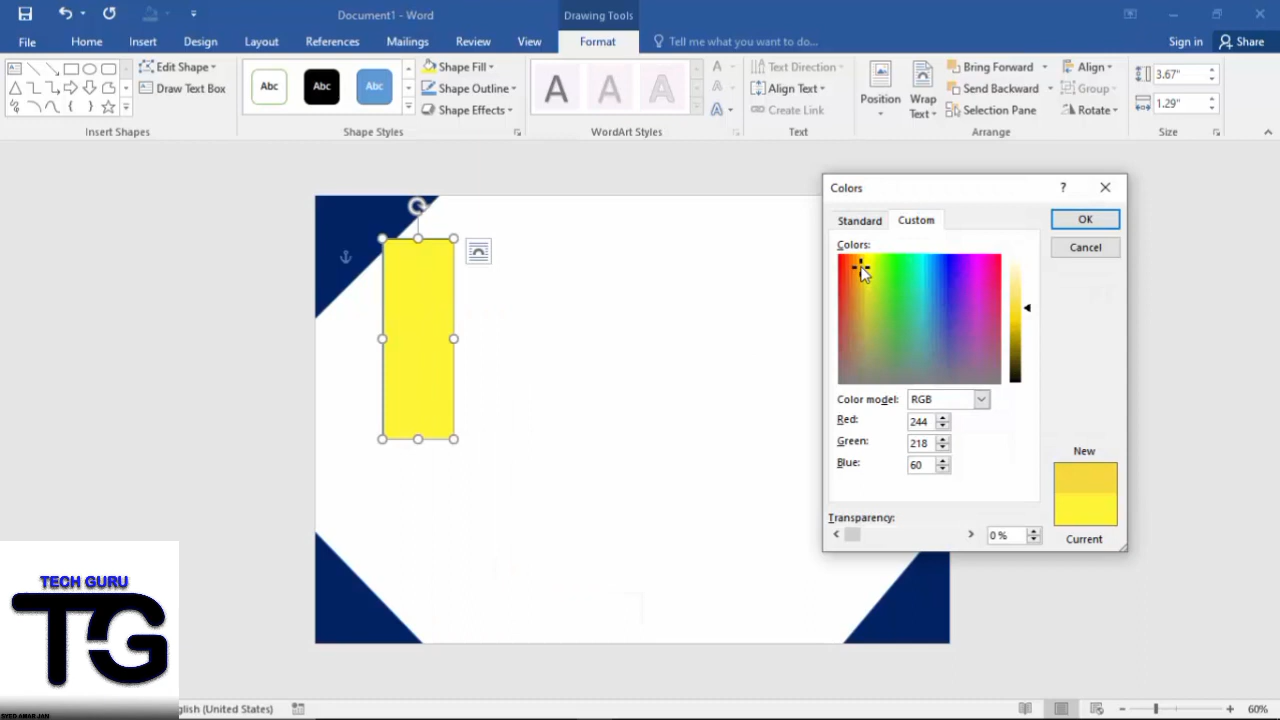 Document1 - Word
Drawing Tools
File Home Insert Design Layout References Mailings Review View Format Tell me what you want to do... Sign in Share
Edit Shape
Draw Text Box
Insert Shapes
Abc Abc Abc
Shape Fill
Shape Outline
Shape Effects
Shape Styles
A A A
A
A
A
WordArt Styles
Text Direction
Align Text
Create Link
Text
Position
Wrap
Text
Bring Forward
Send Backward
Selection Pane
Align
Group
Rotate
Arrange
3.67"
1.29"
Size
Colors
?
Standard Custom
OK
Cancel
Colors:
Color model: RGB
Red: 244
Green: 218
Blue: 60
New
Current
Transparency:
0 %
TECH GURU
TG
SYED AMAR JAN
glish (United States)
60%